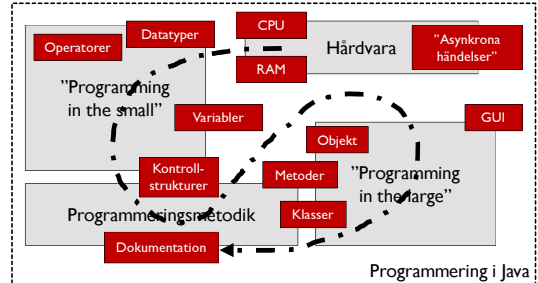 Operatorer
Datatyper
CPU
RAM
Hårdvara
"Asynkrona
händelser"
"Programming
in the small"
Variabler
GUI
Objekt
Kontroll-
strukturer
Metoder
"Programming
in the large"
Programmeringsmetodik
Klasser
Dokumentation
Programmering i Java